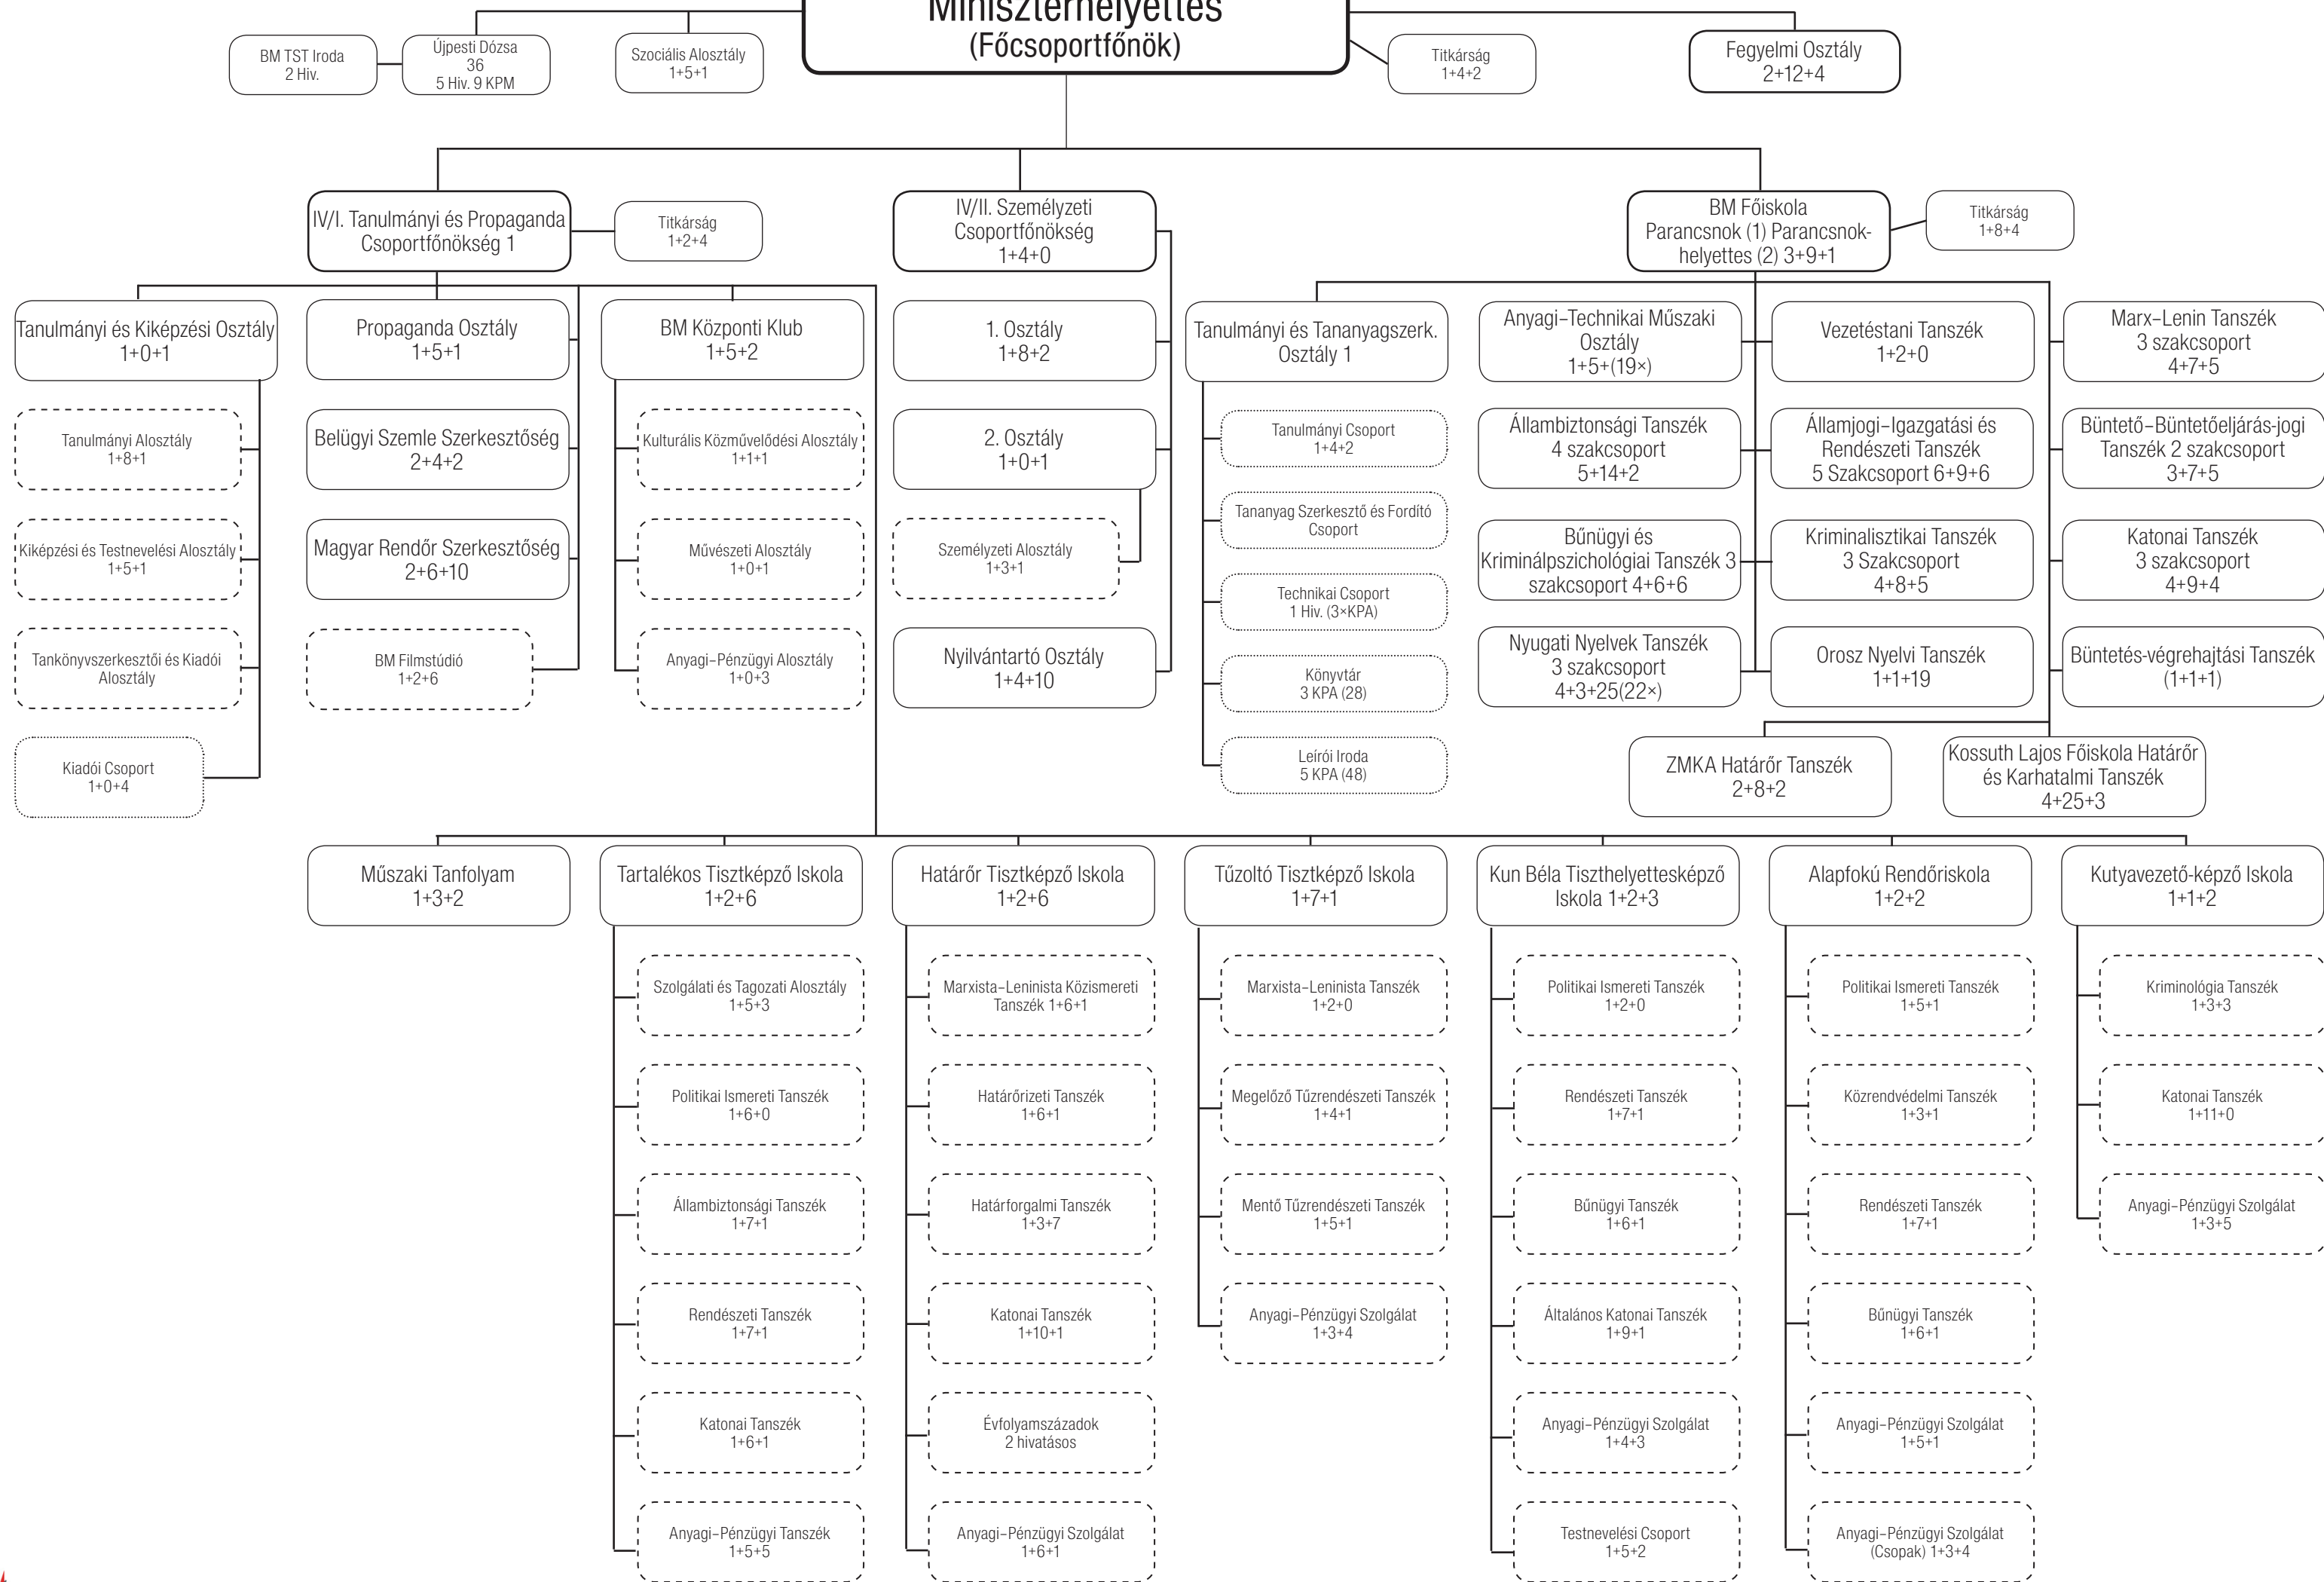 Miniszterhelyettes
(Főcsoportfőnök)
BM TST Iroda
2 Hiv.
Újpesti Dózsa
36
5 Hiv. 9 KPM
Szociális Alosztály
1+5+1
Titkárság
1+4+2
Fegyelmi Osztály
2+12+4
IV/I. Tanulmányi és Propaganda
Csoportfőnökség 1
Titkárság
1+2+4
IV/II. Személyzeti
Csoportfőnökség
1+4+0
BM Főiskola
Parancsnok (1) Parancsnok-
helyettes (2) 3+9+1
Titkárság
1+8+4
Tanulmányi és Kiképzési Osztály
1+0+1
Tanulmányi Alosztály
1+8+1
Kiképzési és Testnevelési Alosztály
1+5+1
Tankönyvszerkesztői és Kiadói
Alosztály
Kiadói Csoport
1+0+4
Propaganda Osztály
1+5+1
Belügyi Szemle Szerkesztőség
2+4+2
Magyar Rendőr Szerkesztőség
2+6+10
BM Filmstúdió
1+2+6
BM Központi Klub
1+5+2
Kulturális Közművelődési Alosztály
1+1+1
Művészeti Alosztály
1+0+1
Anyagi–Pénzügyi Alosztály
1+0+3
1. Osztály
1+8+2
2. Osztály
1+0+1
Személyzeti Alosztály
1+3+1
Nyilvántartó Osztály
1+4+10
Tanulmányi és Tananyagszerk.
Osztály 1
Tanulmányi Csoport
1+4+2
Tananyag Szerkesztő és Fordító
Csoport
Technikai Csoport
1 Hiv. (3×KPA)
Könyvtár
3 KPA (28)
Leírói Iroda
5 KPA (48)
Anyagi–Technikai Műszaki
Osztály
1+5+(19×)
Állambiztonsági Tanszék
4 szakcsoport
5+14+2
Bűnügyi és
Kriminálpszichológiai Tanszék 3
szakcsoport 4+6+6
Nyugati Nyelvek Tanszék
3 szakcsoport
4+3+25(22×)
Vezetéstani Tanszék
1+2+0
Államjogi–Igazgatási és
Rendészeti Tanszék
5 Szakcsoport 6+9+6
Kriminalisztikai Tanszék
3 Szakcsoport
4+8+5
Orosz Nyelvi Tanszék
1+1+19
Marx–Lenin Tanszék
3 szakcsoport
4+7+5
Büntető–Büntetőeljárás-jogi
Tanszék 2 szakcsoport
3+7+5
Katonai Tanszék
3 szakcsoport
4+9+4
Büntetés-végrehajtási Tanszék
(1+1+1)
ZMKA Határőr Tanszék
2+8+2
Kossuth Lajos Főiskola Határőr
és Karhatalmi Tanszék
4+25+3
Műszaki Tanfolyam
1+3+2
Tartalékos Tisztképző Iskola
1+2+6
Szolgálati és Tagozati Alosztály
1+5+3
Politikai Ismereti Tanszék
1+6+0
Állambiztonsági Tanszék
1+7+1
Rendészeti Tanszék
1+7+1
Katonai Tanszék
1+6+1
Anyagi–Pénzügyi Tanszék
1+5+5
Határőr Tisztképző Iskola
1+2+6
Marxista–Leninista Közismereti
Tanszék 1+6+1
Határőrizeti Tanszék
1+6+1
Határforgalmi Tanszék
1+3+7
Katonai Tanszék
1+10+1
Évfolyamszázadok
2 hivatásos
Anyagi–Pénzügyi Szolgálat
1+6+1
Tűzoltó Tisztképző Iskola
1+7+1
Marxista–Leninista Tanszék
1+2+0
Megelőző Tűzrendészeti Tanszék
1+4+1
Mentő Tűzrendészeti Tanszék
1+5+1
Anyagi–Pénzügyi Szolgálat
1+3+4
Kun Béla Tiszthelyettesképző
Iskola 1+2+3
Politikai Ismereti Tanszék
1+2+0
Rendészeti Tanszék
1+7+1
Bűnügyi Tanszék
1+6+1
Általános Katonai Tanszék
1+9+1
Anyagi–Pénzügyi Szolgálat
1+4+3
Testnevelési Csoport
1+5+2
Alapfokú Rendőriskola
1+2+2
Politikai Ismereti Tanszék
1+5+1
Közrendvédelmi Tanszék
1+3+1
Rendészeti Tanszék
1+7+1
Bűnügyi Tanszék
1+6+1
Anyagi–Pénzügyi Szolgálat
1+5+1
Anyagi–Pénzügyi Szolgálat
(Csopak) 1+3+4
Kutyavezető-képző Iskola
1+1+2
Kriminológia Tanszék
1+3+3
Katonai Tanszék
1+11+0
Anyagi–Pénzügyi Szolgálat
1+3+5